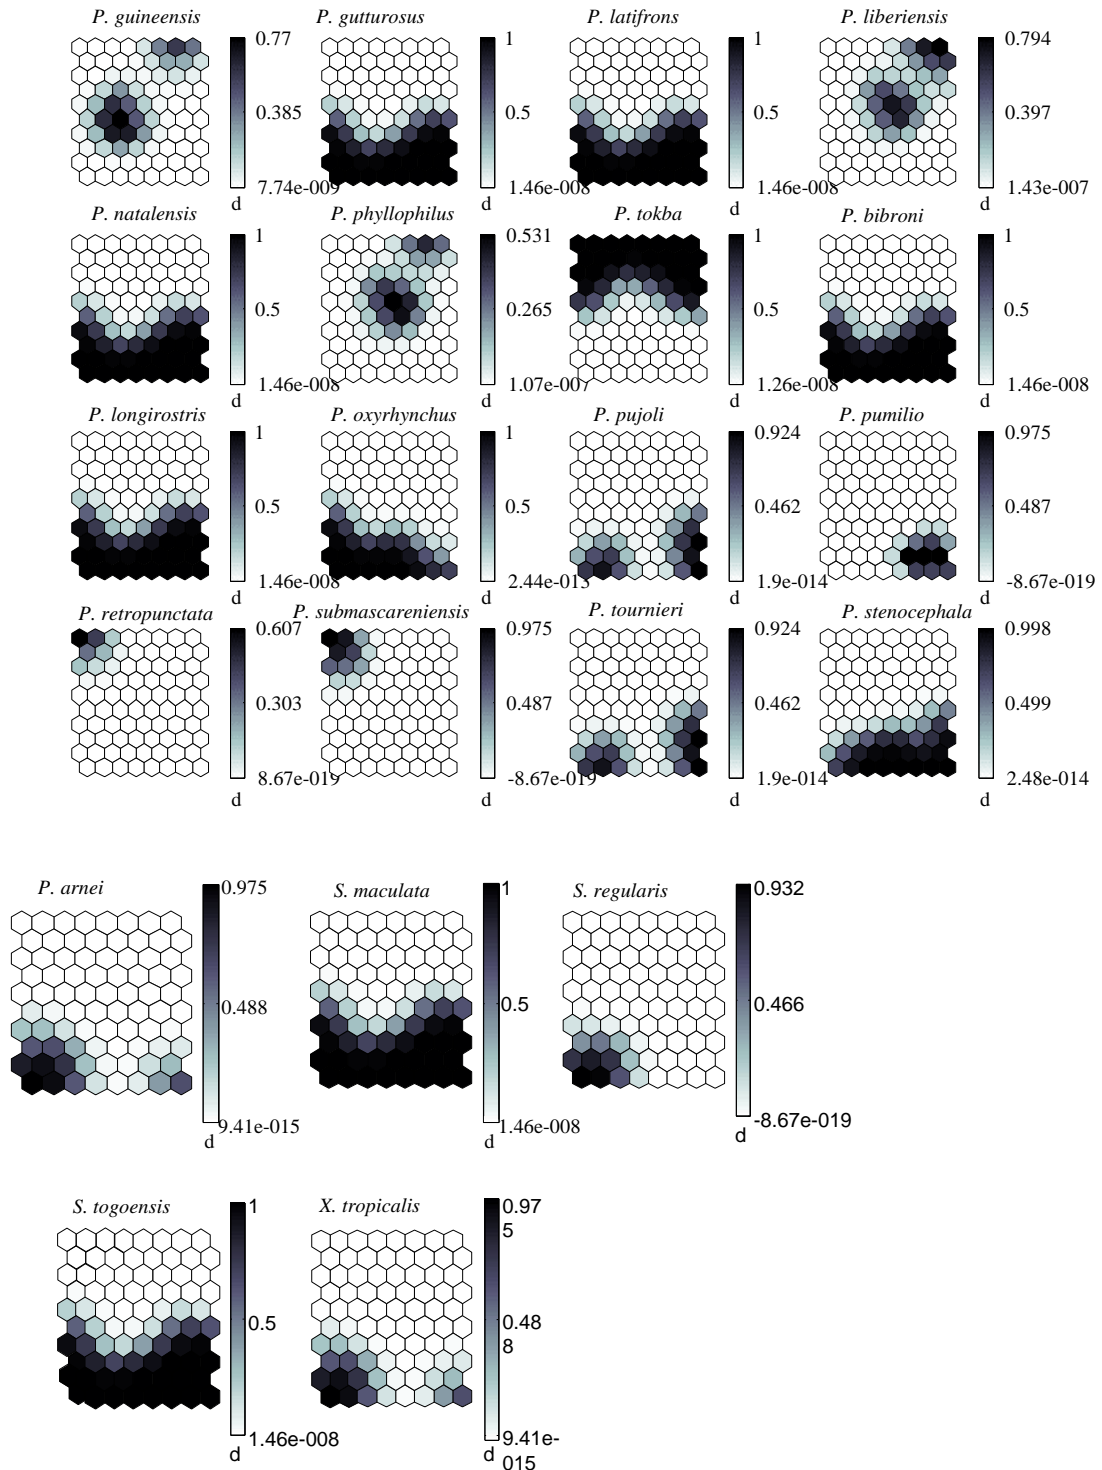 P. guineensis
P. gutturosus
P. latifrons
P. liberiensis
0.77
0.385
7.74e-009
d
1
0.5
1.46e-008
d
1
0.5
1.46e-008
d
0.794
0.397
1.43e-007
d
P. natalensis
P. phyllophilus
P. tokba
P. bibroni
1
0.5
1.46e-008
d
0.531
0.265
1.07e-007
d
1
0.5
1.26e-008
d
1
0.5
1.46e-008
d
P. longirostris
P. oxyrhynchus
P. pujoli
P. pumilio
1
0.5
1.46e-008
d
1
0.5
2.44e-013
d
0.924
0.462
1.9e-014
d
0.975
0.487
-8.67e-019
d
P. retropunctata
P. submascareniensis
P. tournieri
P. stenocephala
0.607
0.303
8.67e-019
d
0.975
0.487
-8.67e-019
d
0.924
0.462
1.9e-014
d
0.998
0.499
2.48e-014
d
P. arnei
S. maculata
S. regularis
0.975
0.488
9.41e-015
d
1
0.5
1.46e-008
d
0.932
0.466
-8.67e-019
d
S. togoensis
X. tropicalis
1
0.5
1.46e-008
d
0.97
5
0.48
8
9.41e-
015
d